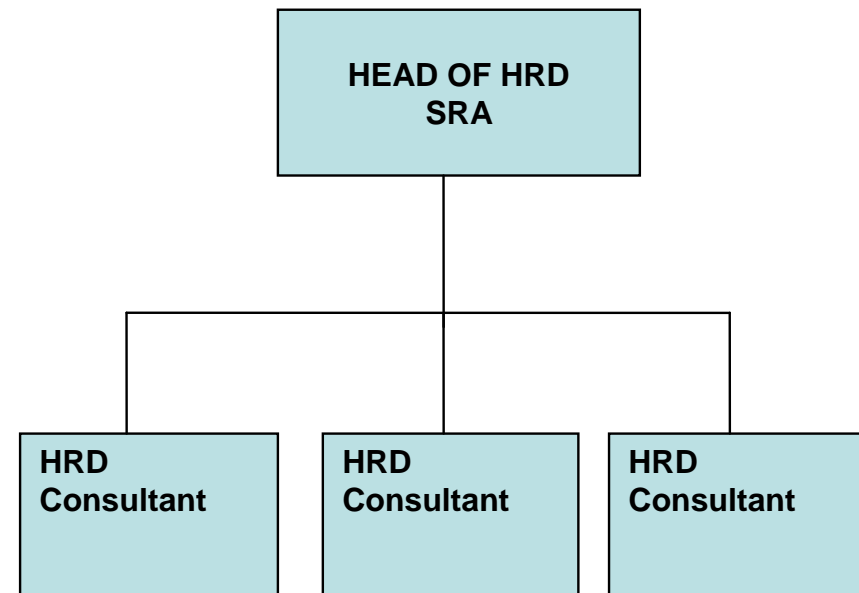 HEAD OF HRD
SRA
HRD
Consultant
HRD
Consultant
HRD
Consultant